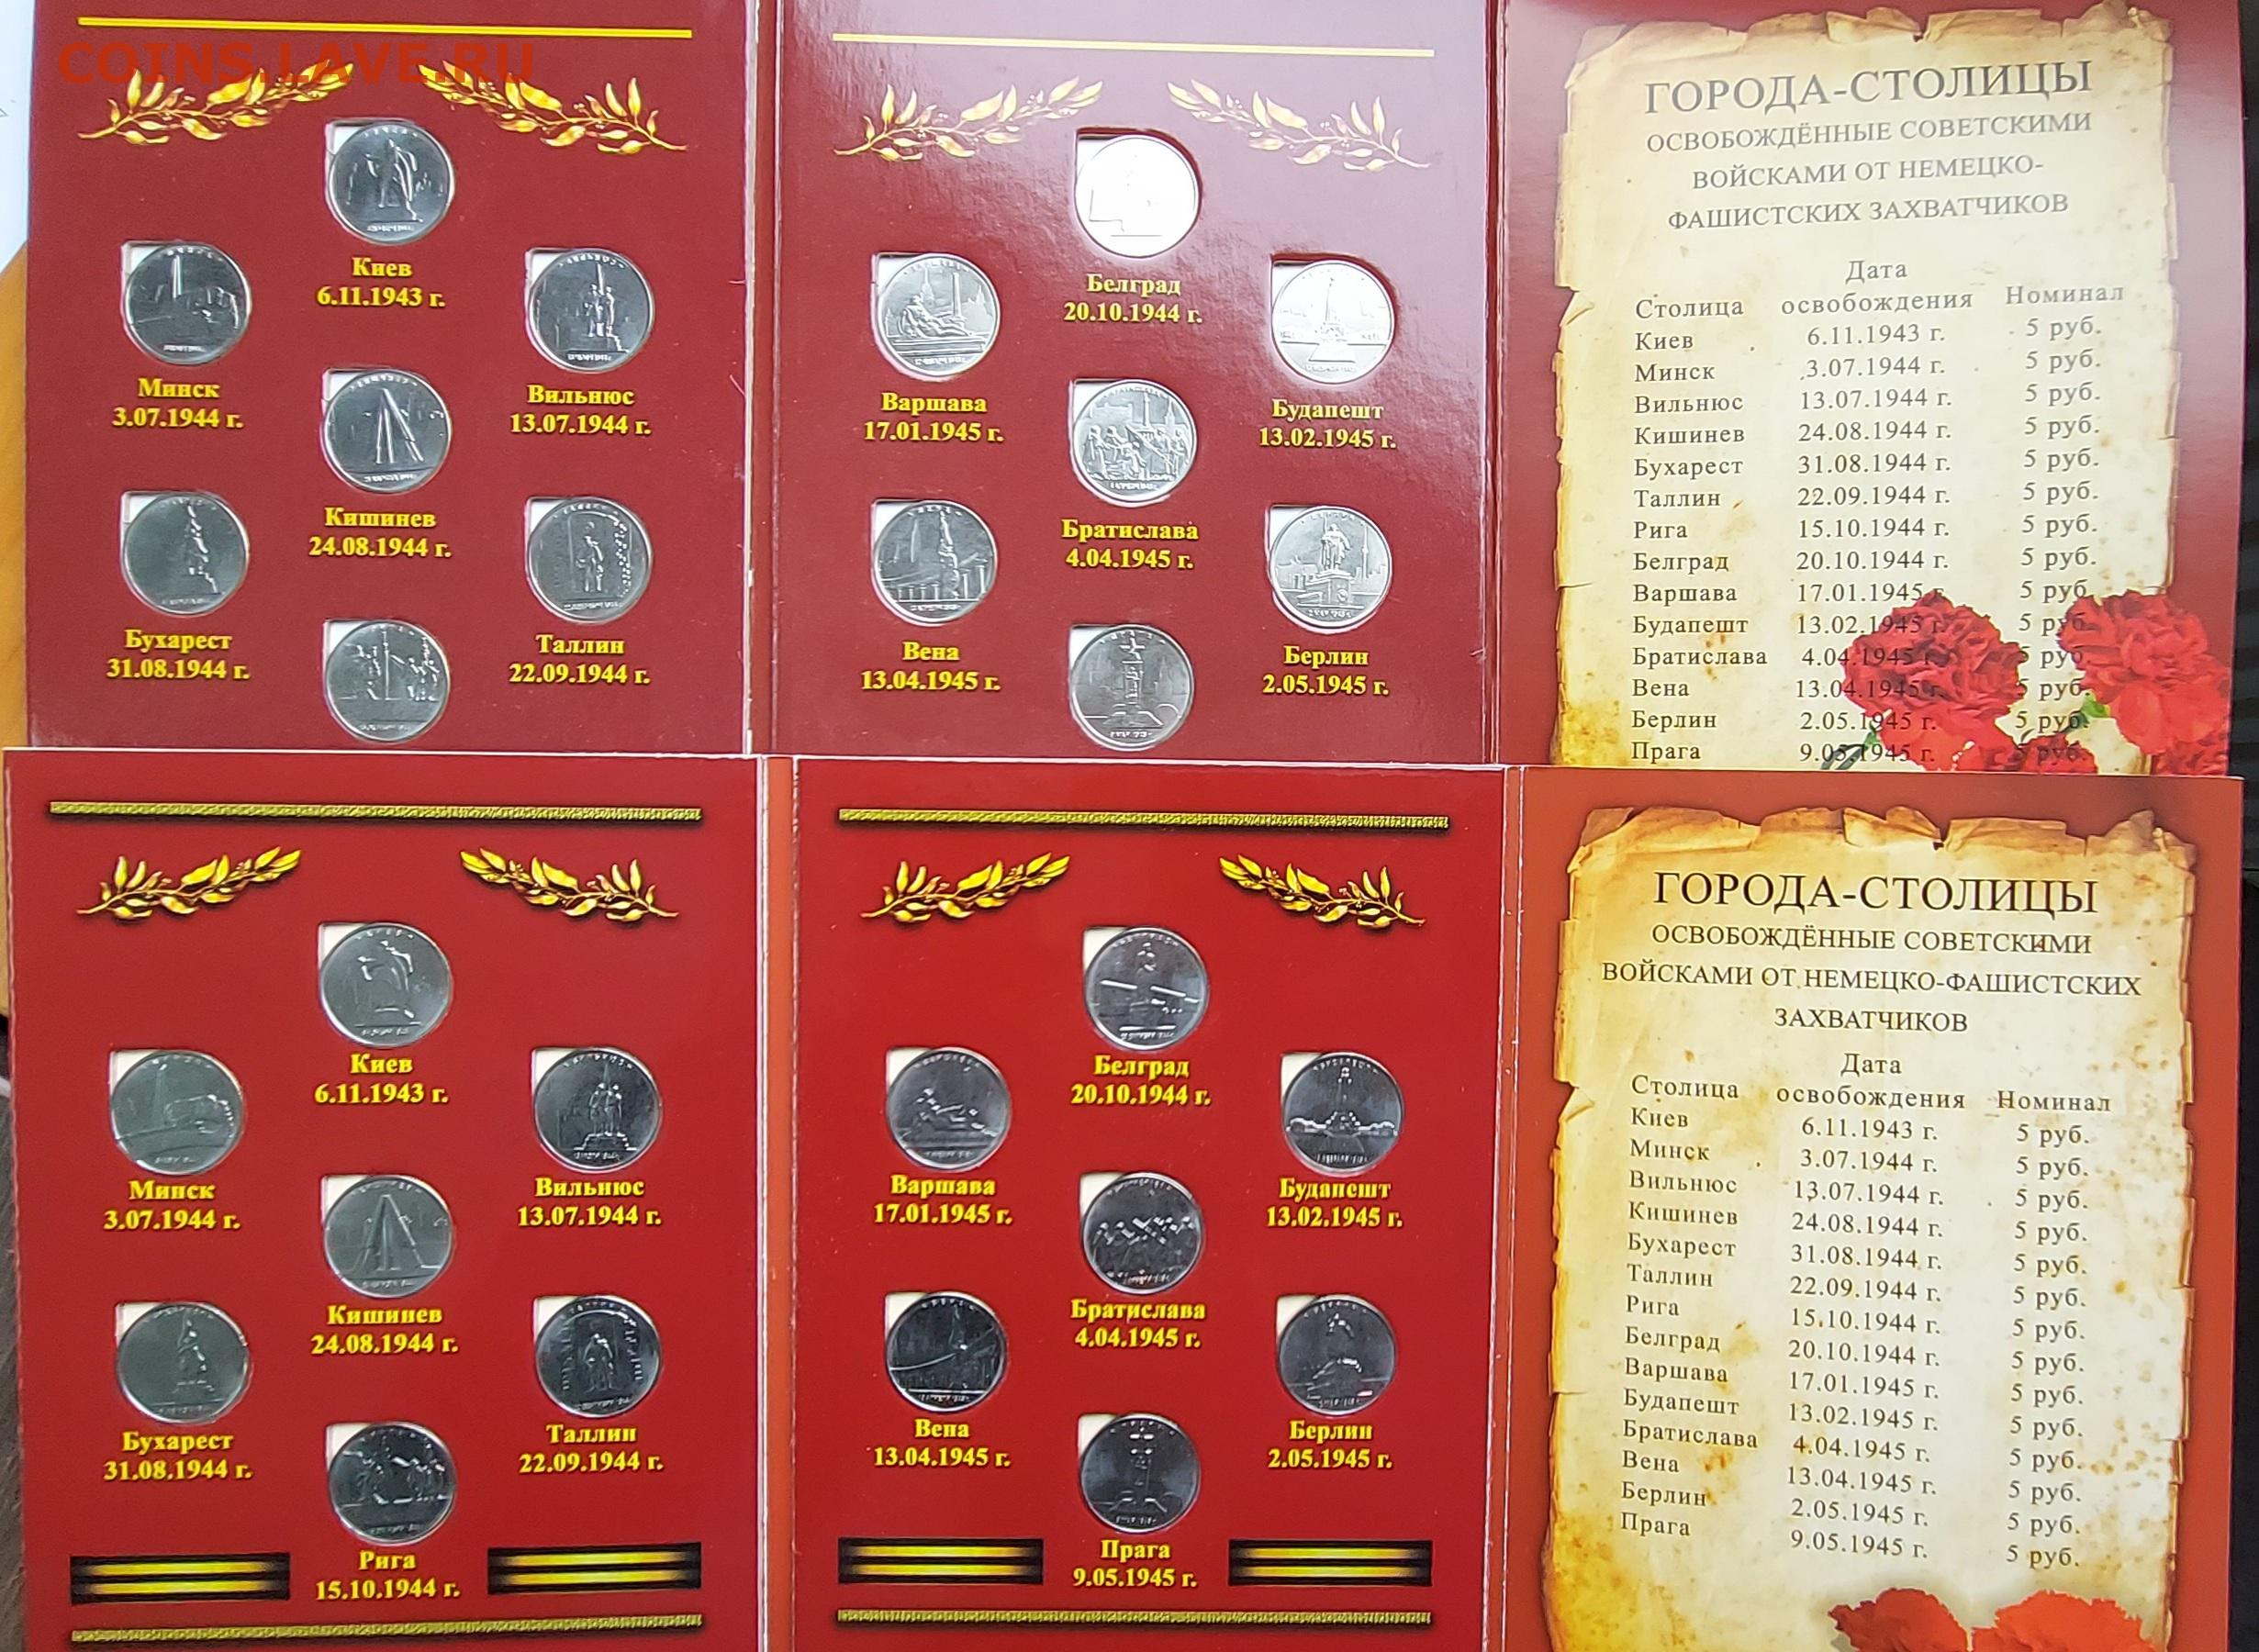 COINS.LAVE.RU
Киев
6.11.1943 г.
Минск
3.07.1944 г.
Вильнюс
13.07.1944 г.
Кишинев
24.08.1944 г.
Бухарест
31.08.1944 г.
Таллин
22.09.1944 г.
Белград
20.10.1944 г.
Варшава
17.01.1945 г.
Будапешт
13.02.1945 г.
Братислава
4.04.1945 г.
Вена
13.04.1945 г.
Берлин
2.05.1945 г.
ГОРОДА-СТОЛИЦЫ
ОСВОБОЖДЁННЫЕ СОВЕТСКИМИ
ВОЙСКАМИ ОТ НЕМЕЦКО-
ФАШИСТСКИХ ЗАХВАТЧИКОВ
Дата
Столица освобождения Номинал
Киев 6.11.1943 г. 5 руб.
Минск 3.07.1944 г. 5 руб.
Вильнюс 13.07.1944 г. 5 руб.
Кишинев 24.08.1944 г. 5 руб.
Бухарест 31.08.1944 г. 5 руб.
Таллин 22.09.1944 г. 5 руб.
Рига 15.10.1944 г. 5 руб.
Белград 20.10.1944 г. 5 руб.
Варшава 17.01.1945 г. 5 руб.
Будапешт 13.02.1945 г. 5 руб.
Братислава 4.04.1945 г. 5 руб.
Вена 13.04.1945 г. 5 руб.
Берлин 2.05.1945 г. 5 руб.
Прага 9.05.1945 г. 5 руб.
Киев
6.11.1943 г.
Минск
3.07.1944 г.
Вильнюс
13.07.1944 г.
Кишинев
24.08.1944 г.
Бухарест
31.08.1944 г.
Таллин
22.09.1944 г.
Рига
15.10.1944 г.
Белград
20.10.1944 г.
Варшава
17.01.1945 г.
Будапешт
13.02.1945 г.
Братислава
4.04.1945 г.
Вена
13.04.1945 г.
Берлин
2.05.1945 г.
Прага
9.05.1945 г.
ГОРОДА-СТОЛИЦЫ
ОСВОБОЖДЁННЫЕ СОВЕТСКИМИ
ВОЙСКАМИ ОТ НЕМЕЦКО-ФАШИСТСКИХ
ЗАХВАТЧИКОВ
Дата
Столица освобождения Номинал
Киев 6.11.1943 г. 5 руб.
Минск 3.07.1944 г. 5 руб.
Вильнюс 13.07.1944 г. 5 руб.
Кишинев 24.08.1944 г. 5 руб.
Бухарест 31.08.1944 г. 5 руб.
Таллин 22.09.1944 г. 5 руб.
Рига 15.10.1944 г. 5 руб.
Белград 20.10.1944 г. 5 руб.
Варшава 17.01.1945 г. 5 руб.
Будапешт 13.02.1945 г. 5 руб.
Братислава 4.04.1945 г. 5 руб.
Вена 13.04.1945 г. 5 руб.
Берлин 2.05.1945 г. 5 руб.
Прага 9.05.1945 г. 5 руб.